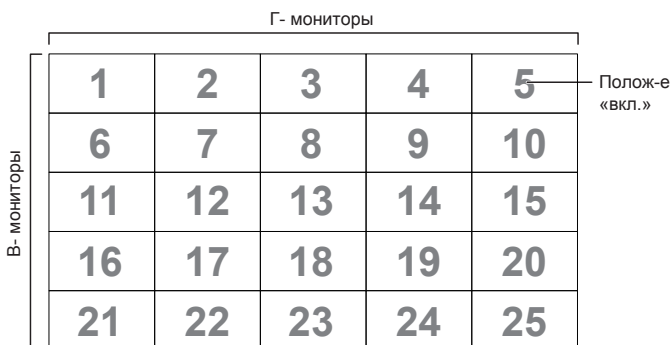 Г- мониторы
1 2 3 4 5
Полож-е
«вкл.»
6 7 8 9 10
В- мониторы
11 12 13 14 15
16 17 18 19 20
21 22 23 24 25